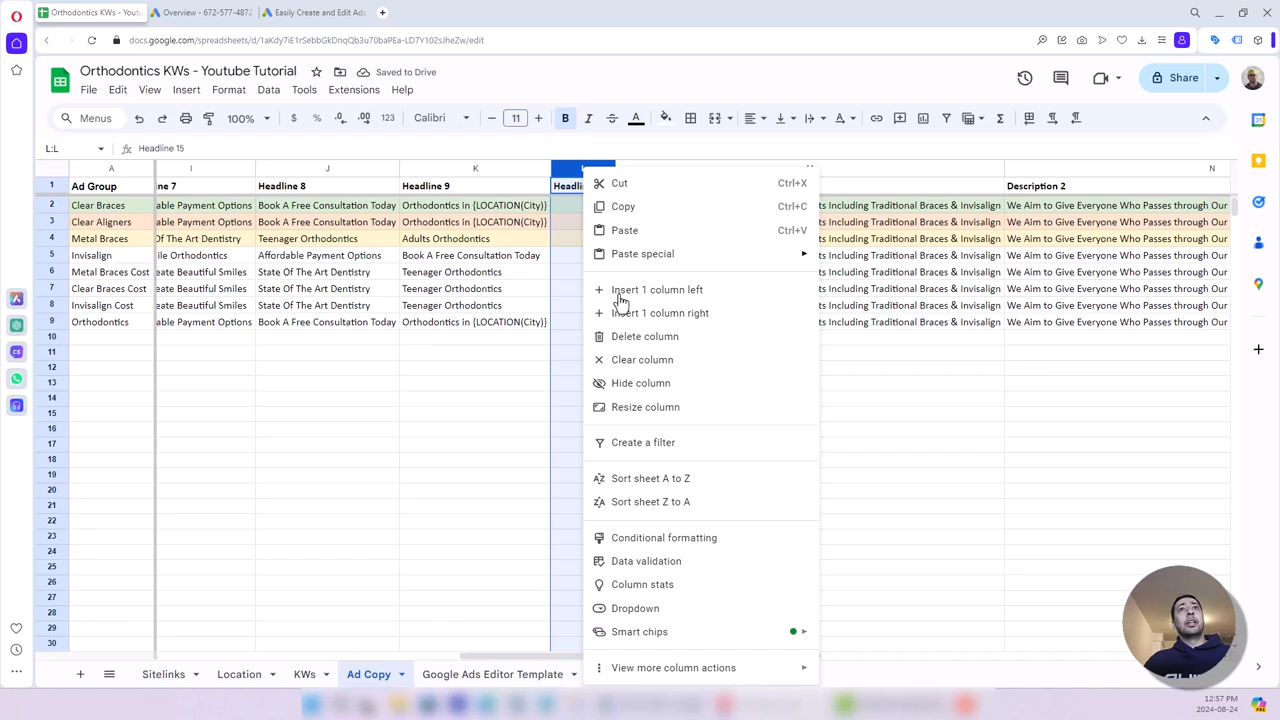 Orthodontics KWs - Yout
Overview - 672-577-4872
Easily Create and Edit Ads
docs.google.com/spreadsheets/d/1aKdy7iE1rSebbGkDnqQb3u70baPEa-LD7Y102sJheZw/edit
Orthodontics KWs - Youtube Tutorial
Saved to Drive
Share
File Edit View Insert Format Data Tools Extensions Help
Menus 100% $ % .0 .00 123 Calibri 11 B I A
L:L Headline 15
A I J K N
1 Ad Group ne 7 Headline 8 Headline 9 Headli Description 2
2 Clear Braces able Payment Options Book A Free Consultation Today Orthodontics in {LOCATION(City)} ts Including Traditional Braces & Invisalign We Aim to Give Everyone Who Passes through Our
3 Clear Aligners able Payment Options Book A Free Consultation Today Orthodontics in {LOCATION(City)} ts Including Traditional Braces & Invisalign We Aim to Give Everyone Who Passes through Our
4 Metal Braces Of The Art Dentistry Teenager Orthodontics Adults Orthodontics ts Including Traditional Braces & Invisalign We Aim to Give Everyone Who Passes through Our
5 Invisalign ile Orthodontics Affordable Payment Options Book A Free Consultation Today ts Including Traditional Braces & Invisalign We Aim to Give Everyone Who Passes through Our
6 Metal Braces Cost eate Beautiful Smiles State Of The Art Dentistry Teenager Orthodontics ts Including Traditional Braces & Invisalign We Aim to Give Everyone Who Passes through Our
7 Clear Braces Cost eate Beautiful Smiles State Of The Art Dentistry Teenager Orthodontics ts Including Traditional Braces & Invisalign We Aim to Give Everyone Who Passes through Our
8 Invisalign Cost eate Beautiful Smiles State Of The Art Dentistry Teenager Orthodontics ts Including Traditional Braces & Invisalign We Aim to Give Everyone Who Passes through Our
9 Orthodontics able Payment Options Book A Free Consultation Today Orthodontics in {LOCATION(City)} ts Including Traditional Braces & Invisalign We Aim to Give Everyone Who Passes through Our
10
11
12
13
14
15
16
17
18
19
20
21
22
23
24
25
26
27
28
29
30
Cut Ctrl+X
Copy Ctrl+C
Paste Ctrl+V
Paste special
Insert 1 column left
Insert 1 column right
Delete column
Clear column
Hide column
Resize column
Create a filter
Sort sheet A to Z
Sort sheet Z to A
Conditional formatting
Data validation
Column stats
Dropdown
Smart chips
View more column actions
Sitelinks Location KWs Ad Copy Google Ads Editor Template
12:57 PM
2024-08-24